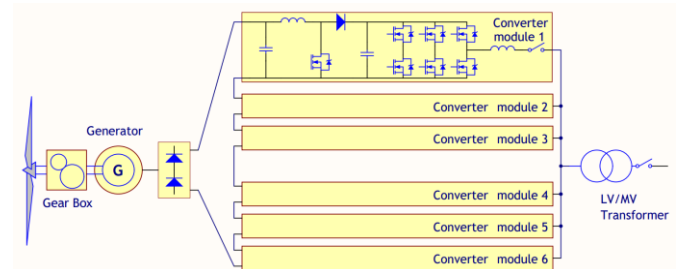 Converter
module 1
Converter module 2
Converter module 3
Generator
G
Gear Box
Converter module 4
LV/MV
Transformer
Converter module 5
Converter module 6